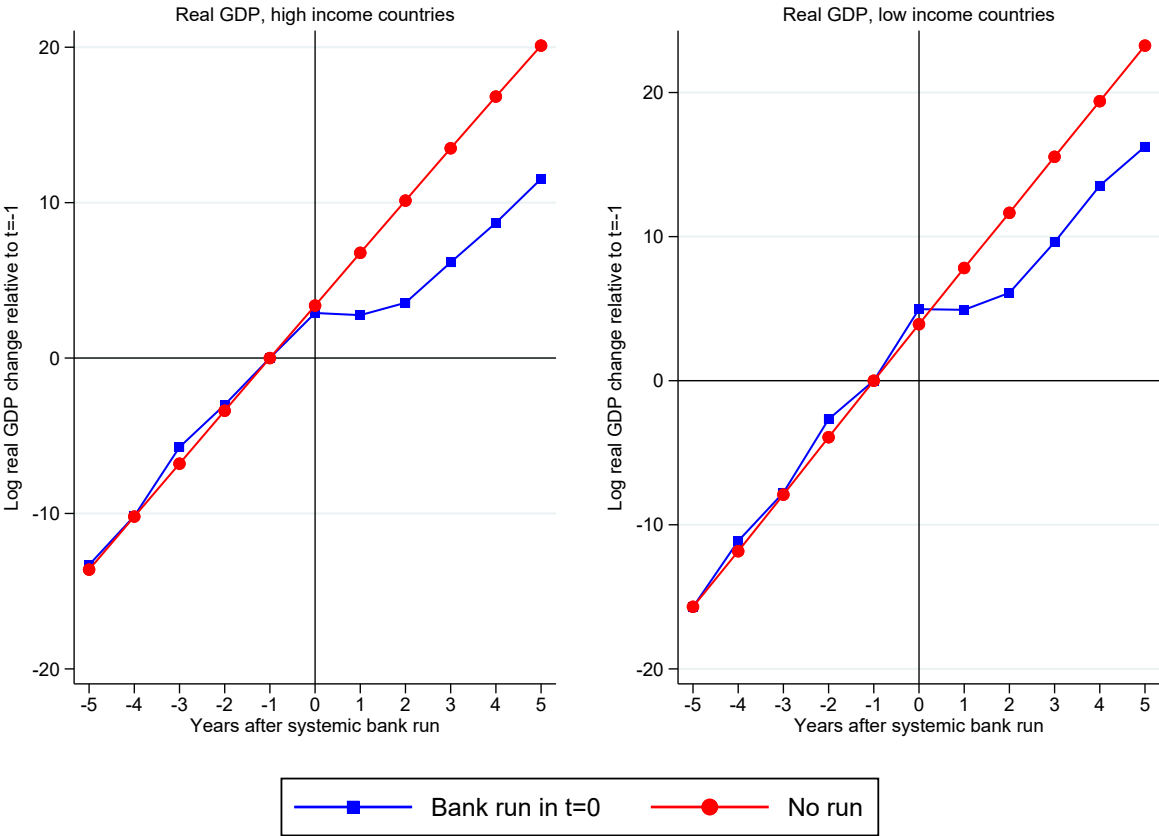 Real GDP, high income countries
Log real GDP change relative to t=-1
20
10
0
-10
-20
-5 -4 -3 -2 -1 0 1 2 3 4 5
Years after systemic bank run
Real GDP, low income countries
Log real GDP change relative to t=-1
20
10
0
-10
-20
-5 -4 -3 -2 -1 0 1 2 3 4 5
Years after systemic bank run
Bank run in t=0 No run